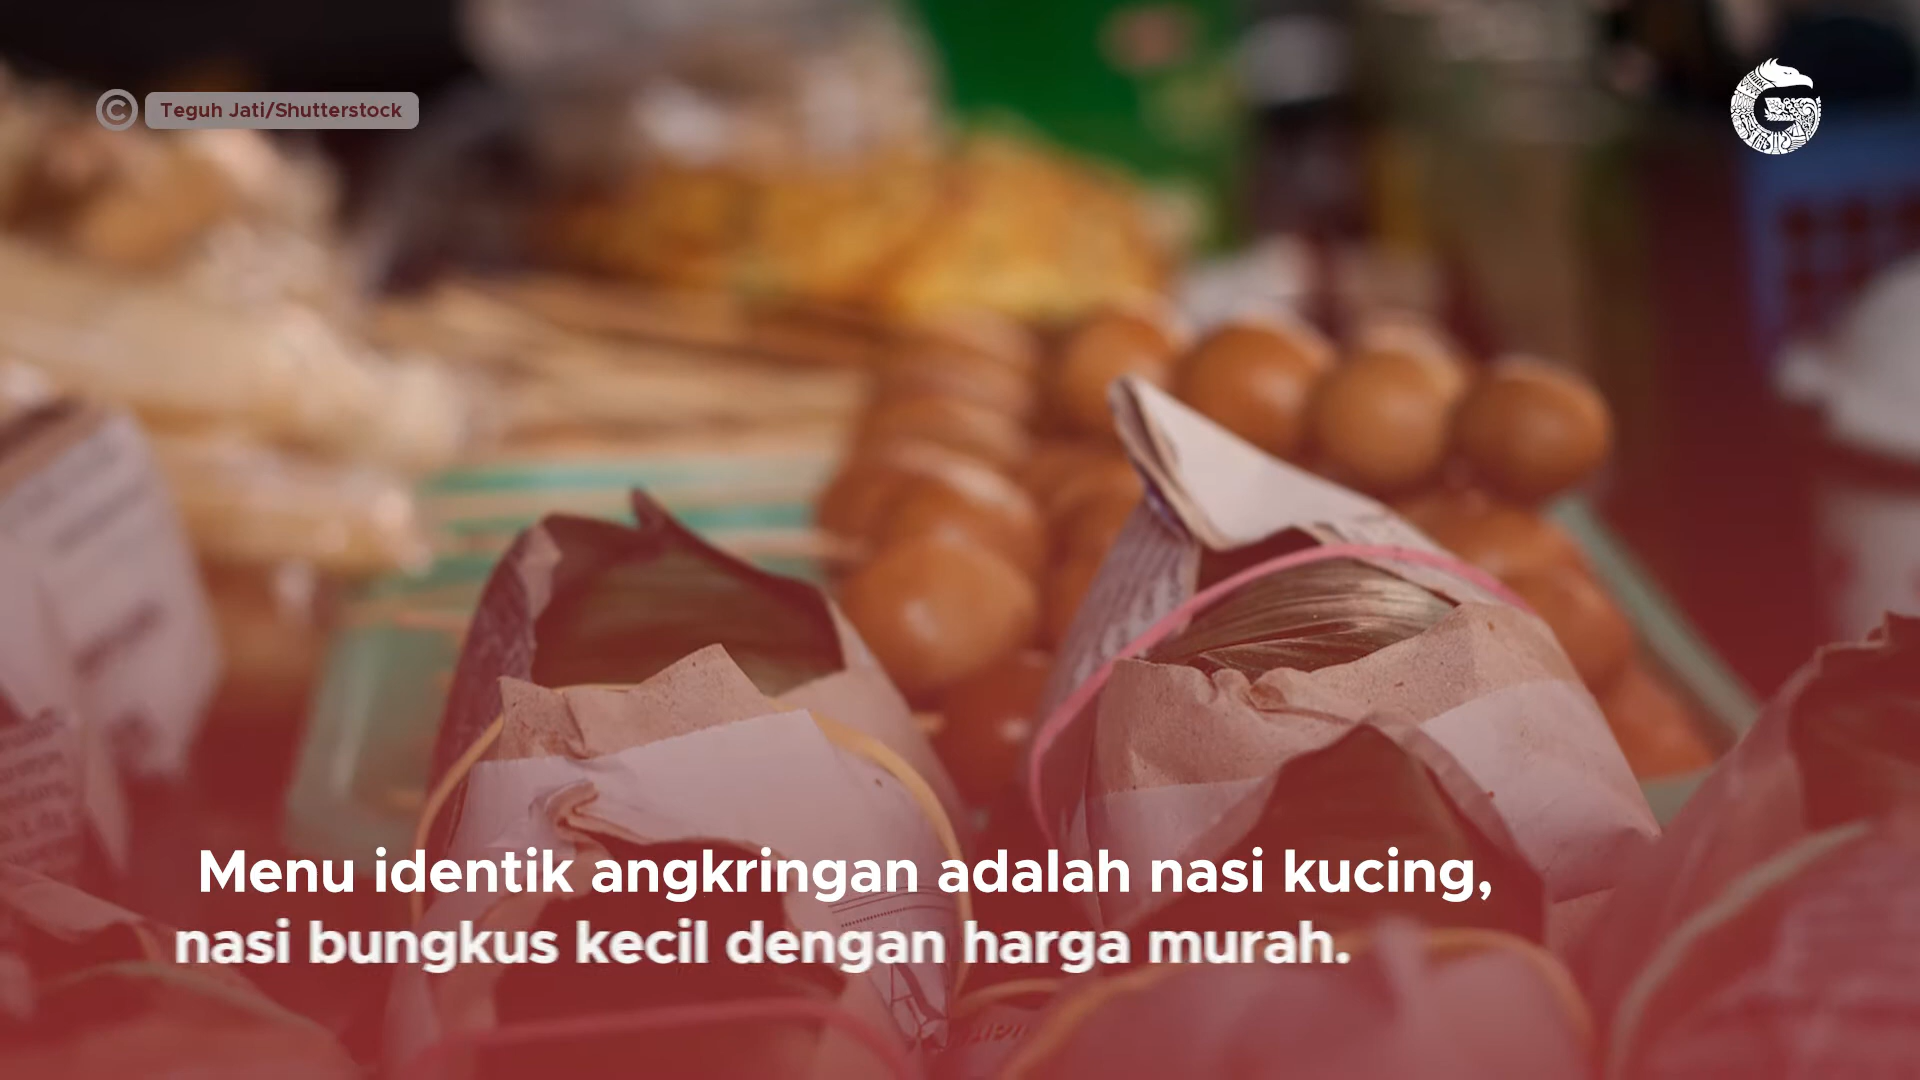 © Teguh Jati/Shutterstock
Menu identik angkringan adalah nasi kucing,
nasi bungkus kecil dengan harga murah.